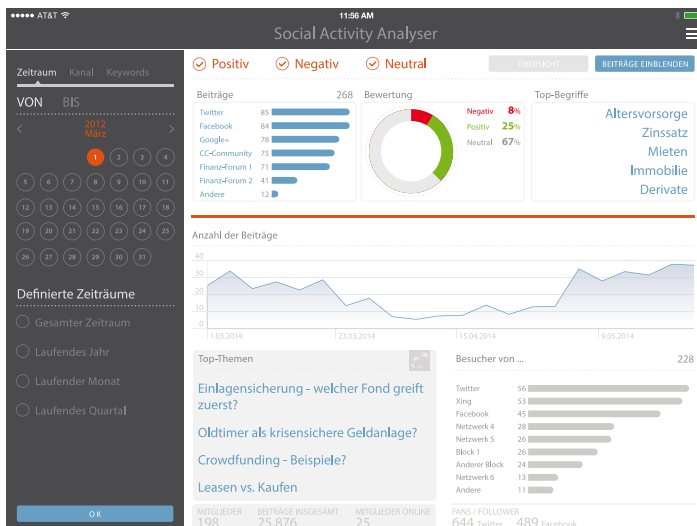 AT&T
11:56 AM
Social Activity Analyser
Zeitraum Kanal Keywords
VON BIS
2012
März
1 2 3 4
5 6 7 8 9 10 11
12 13 14 15 16 17 18
19 20 21 22 23 24 25
26 27 28 29 30 31
Definierte Zeiträume
Gesamter Zeitraum
Laufendes Jahr
Laufender Monat
Laufendes Quartal
OK
Positiv Negativ Neutral
ÜBERSICHT BEITRÄGE EINBLENDEN
Beiträge 268
Twitter 85
Facebook 84
Google+ 78
CC-Community 75
Finanz-Forum 1 71
Finanz-Forum 2 41
Andere 12
Bewertung
Negativ 8%
Positiv 25%
Neutral 67%
Top-Begriffe
Altersvorsorge
Zinssatz
Mieten
Immobilie
Derivate
Anzahl der Beiträge
40
30
20
10
0
1.03.2014 23.03.2014 15.04.2014 9.05.2014
Top-Themen
Einlagensicherung - welcher Fond greift
zuerst?
Oldtimer als krisensichere Geldanlage?
Crowdfunding - Beispiele?
Leasen vs. Kaufen
Besucher von ... 228
Twitter 56
Xing 53
Facebook 45
Netzwerk 4 28
Netzwerk 5 26
Block 1 26
Anderer Block 24
Netzwerk 6 13
Andere 11
MITGLIEDER BEITRÄGE INSGESAMT MITGLIEDER ONLINE
198 25.876 25
FANS / FOLLOWER
644 Twitter 489 Facebook